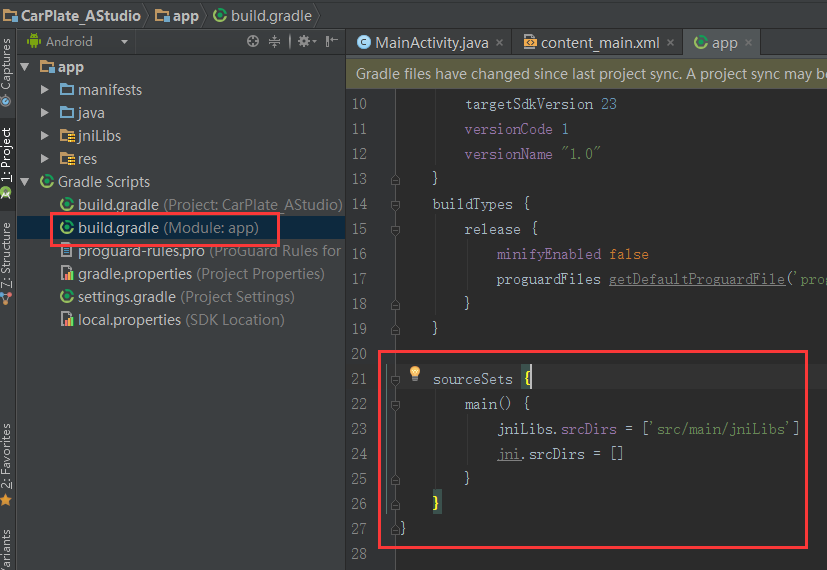 CarPlate_AStudio app build.gradle
Android
MainActivity.java content_main.xml app
Gradle files have changed since last project sync. A project sync may b
Captures
1: Project
7: Structure
2: Favorites
ariants
app
manifests
java
jniLibs
res
Gradle Scripts
build.gradle (Project: CarPlate_AStudio)
build.gradle (Module: app)
proguard-rules.pro (ProGuard Rules for
gradle.properties (Project Properties)
settings.gradle (Project Settings)
local.properties (SDK Location)
10 targetSdkVersion 23
11 versionCode 1
12 versionName "1.0"
13 }
14 buildTypes {
15 release {
16 minifyEnabled false
17 proguardFiles getDefaultProguardFile('prog
18 }
19 }
20
21 sourceSets {
22 main() {
23 jniLibs.srcDirs = ['src/main/jniLibs']
24 jni.srcDirs = []
25 }
26 }
27 }
28